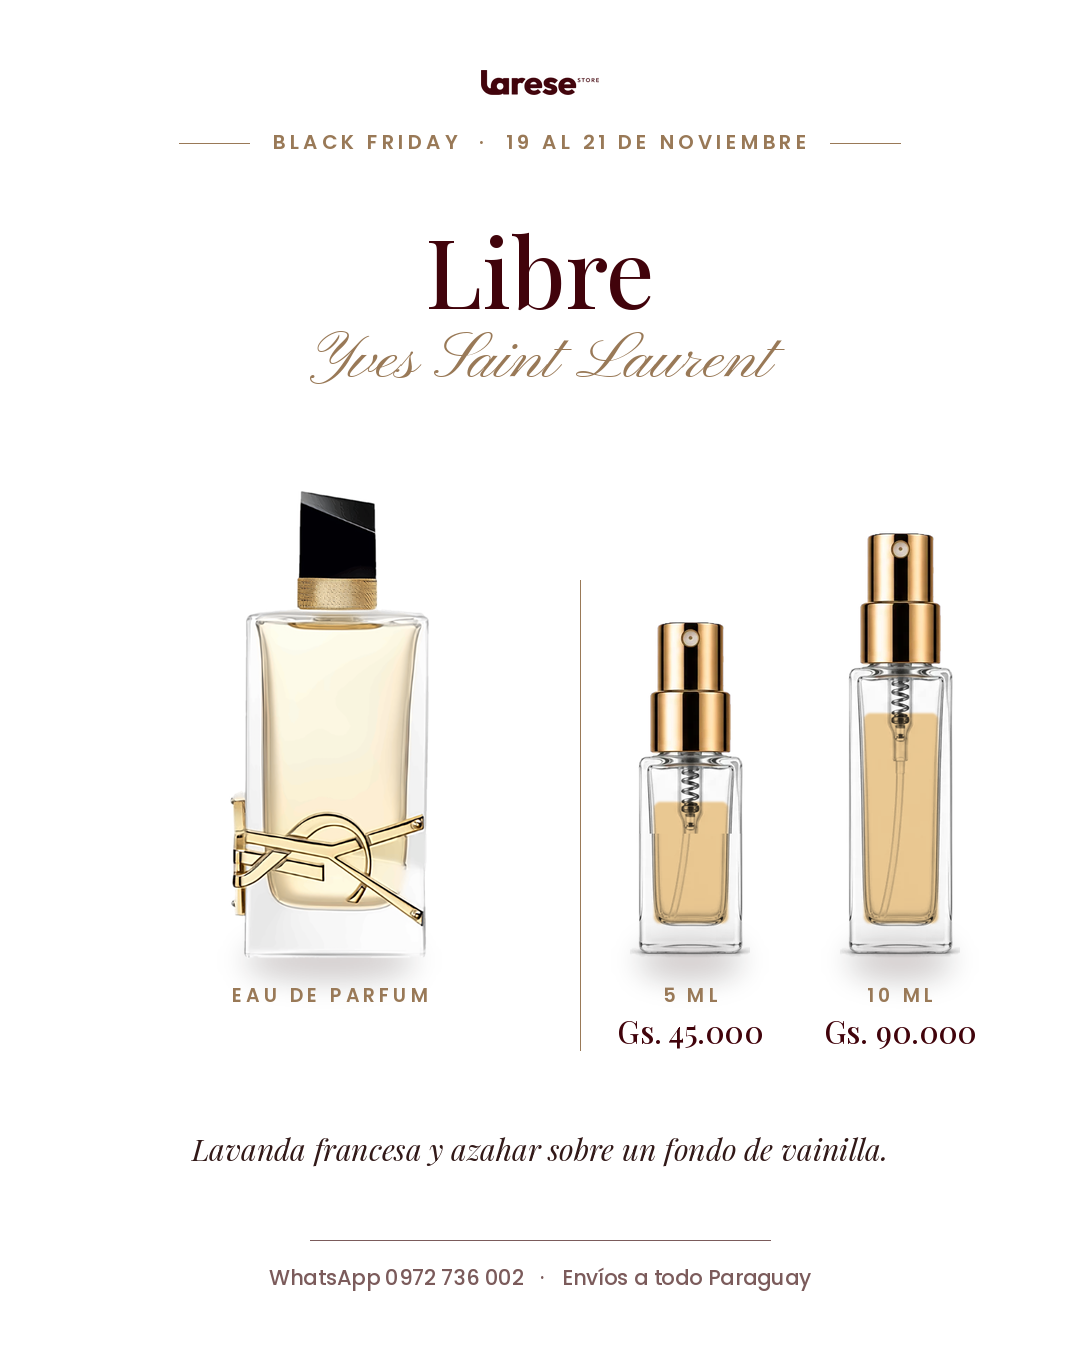 Larese STORE
BLACK FRIDAY · 19 AL 21 DE NOVIEMBRE
Libre
Yves Saint Laurent
EAU DE PARFUM
5 ML
Gs. 45.000
10 ML
Gs. 90.000
Lavanda francesa y azahar sobre un fondo de vainilla.
WhatsApp 0972 736 002 · Envíos a todo Paraguay